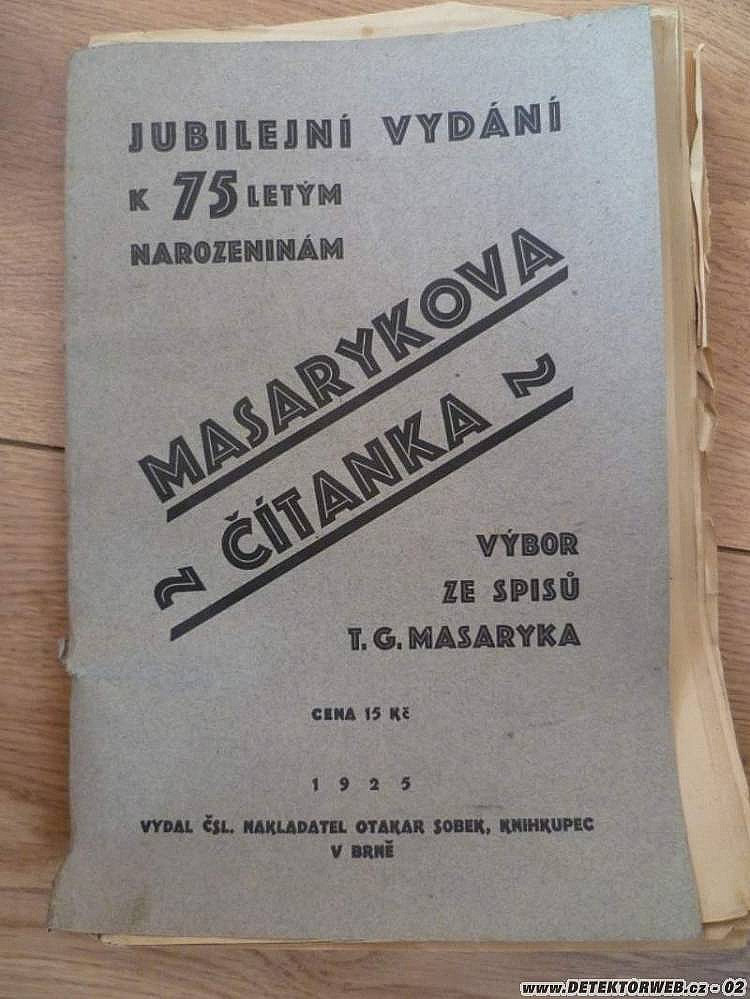 JUBILEJNÍ VYDÁNÍ
K 75 LETÝM
NAROZENINÁM
MASARYKOVA
~ ČÍTANKA ~
VÝBOR
ZE SPISŮ
T. G. MASARYKA
CENA 15 Kč
1925
VYDAL ČSL. NAKLADATEL OTAKAR SOBEK, KNIHKUPEC
V BRNĚ
www.DETEKTORWEB.cz - 02